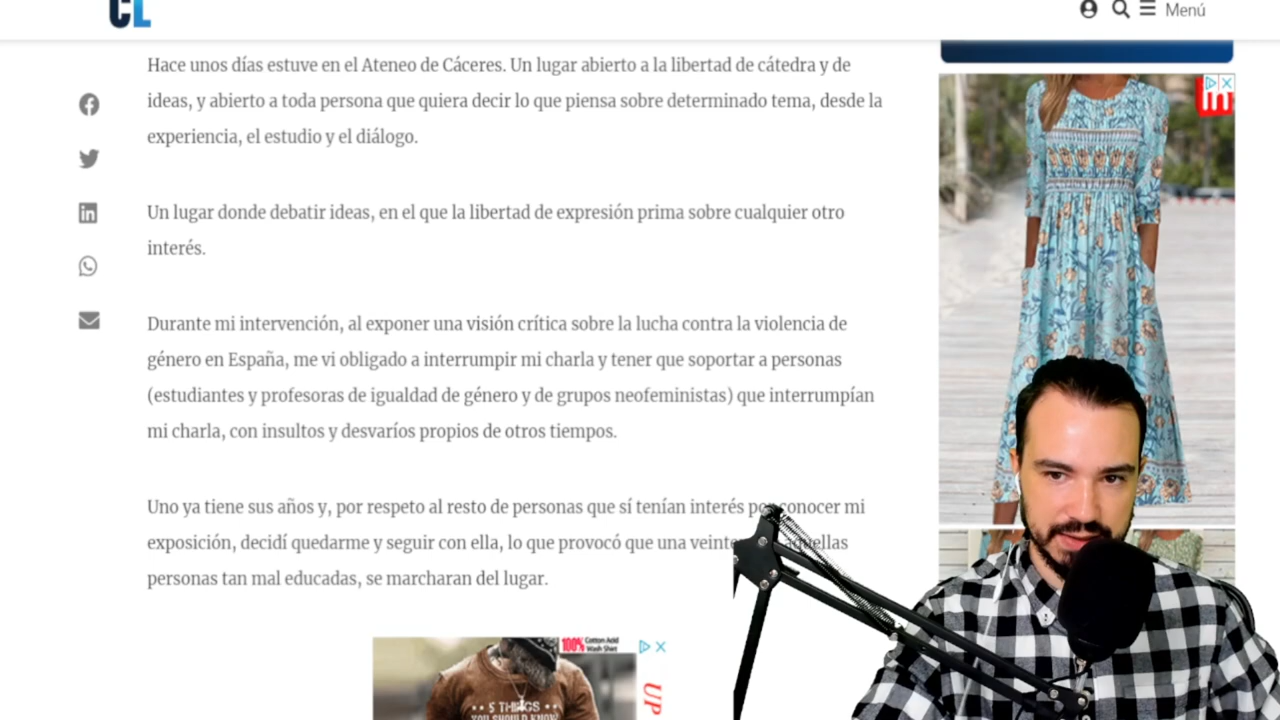 CL
Menú
Hace unos días estuve en el Ateneo de Cáceres. Un lugar abierto a la libertad de cátedra y de
ideas, y abierto a toda persona que quiera decir lo que piensa sobre determinado tema, desde la
experiencia, el estudio y el diálogo.
Un lugar donde debatir ideas, en el que la libertad de expresión prima sobre cualquier otro
interés.
Durante mi intervención, al exponer una visión crítica sobre la lucha contra la violencia de
género en España, me vi obligado a interrumpir mi charla y tener que soportar a personas
(estudiantes y profesoras de igualdad de género y de grupos neofeministas) que interrumpían
mi charla, con insultos y desvaríos propios de otros tiempos.
Uno ya tiene sus años y, por respeto al resto de personas que sí tenían interés por conocer mi
exposición, decidí quedarme y seguir con ella, lo que provocó que una
personas tan mal educadas, se marcharan del lugar.
100% Cotton Acid
Wash Shirt
UP
5 THINGS
YOU SHOULD KNOW